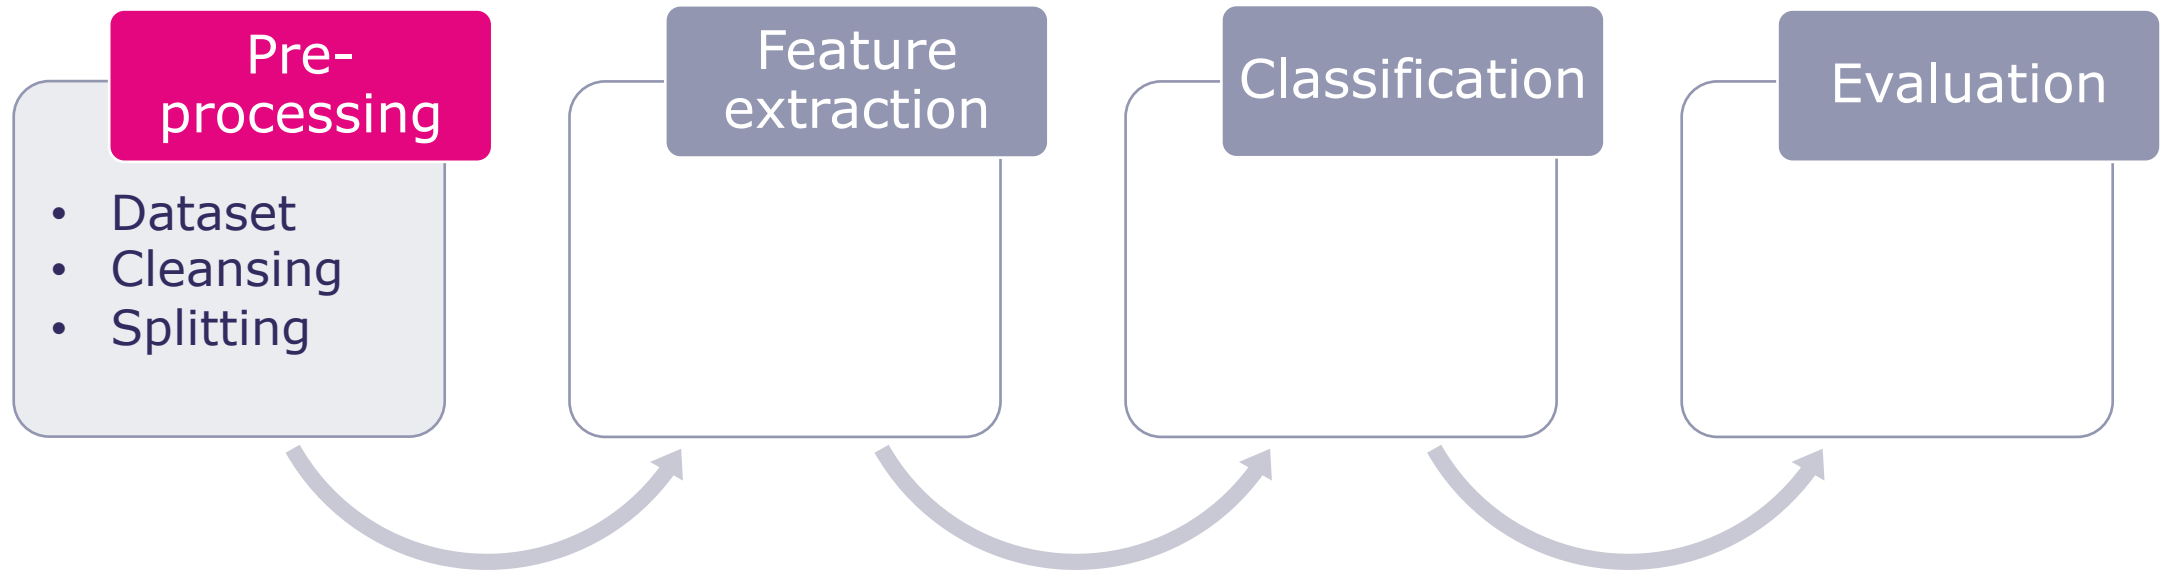 Pre-
processing
• Dataset
• Cleansing
• Splitting
Feature
extraction
Classification
Evaluation